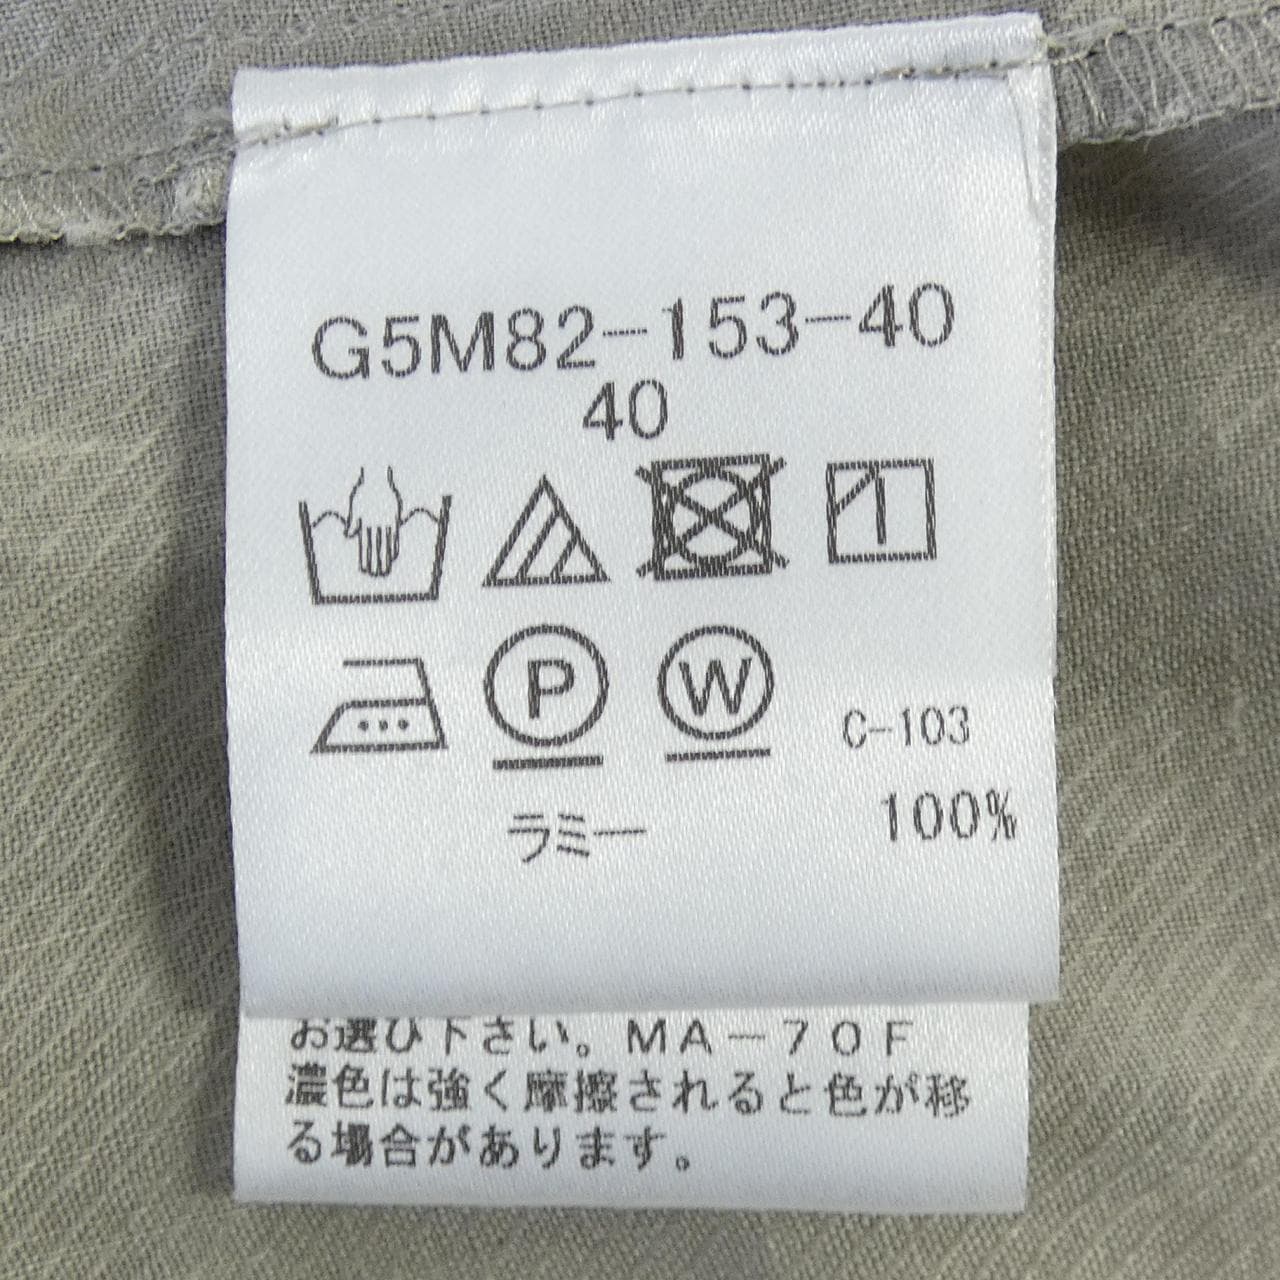 G5M82-153-40
40
P
W
C-103
ラミー 100%
お選び下さい。MA-70F
濃色は強く摩擦されると色が移
る場合があります。